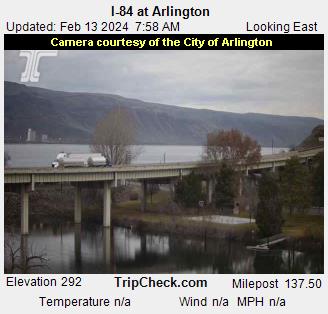 I-84 at Arlington
Updated: Feb 13 2024 7:58 AM Looking East
Camera courtesy of the City of Arlington
Elevation 292 TripCheck.com Milepost 137.50
Temperature n/a Wind n/a MPH n/a